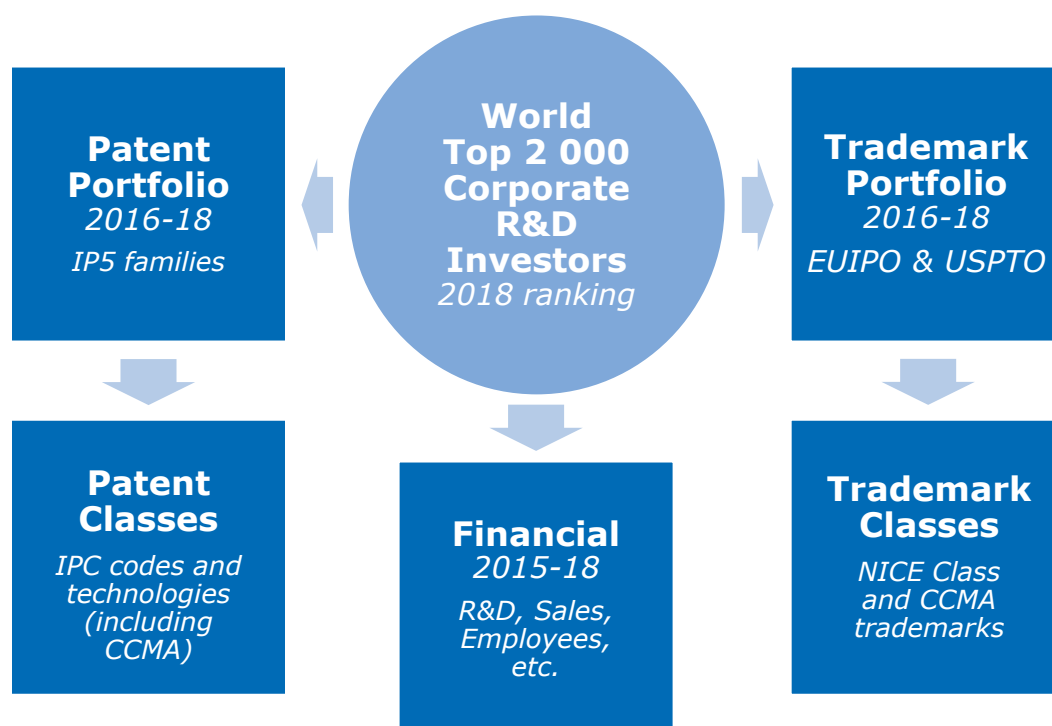 Patent
Portfolio
2016-18
IP5 families
World
Top 2 000
Corporate
R&D
Investors
2018 ranking
Trademark
Portfolio
2016-18
EUIPO & USPTO
Patent
Classes
IPC codes and
technologies
(including
CCMA)
Financial
2015-18
R&D, Sales,
Employees,
etc.
Trademark
Classes
NICE Class
and CCMA
trademarks